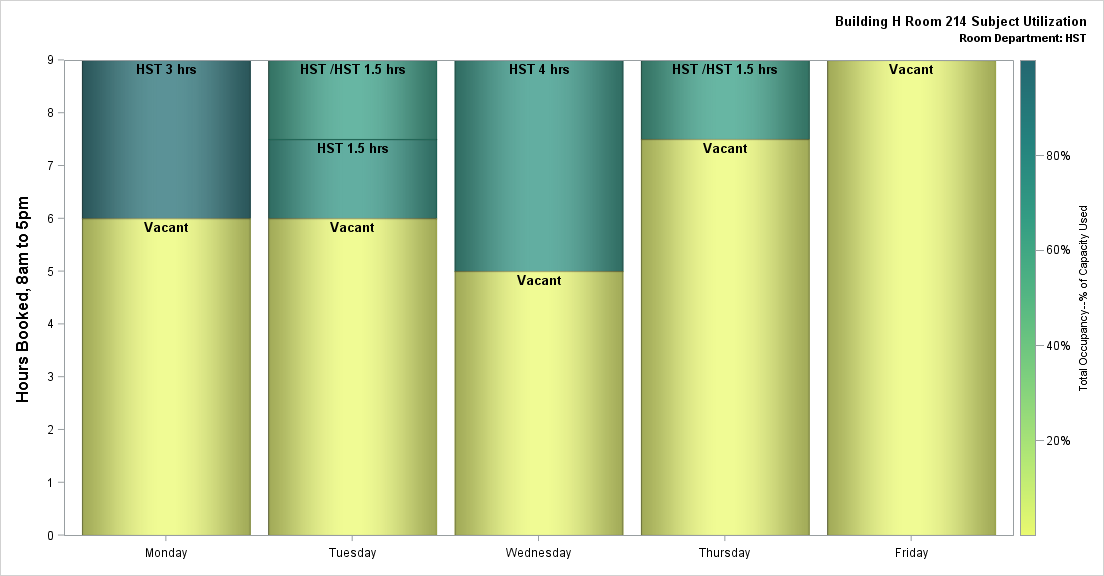 Building H Room 214 Subject Utilization
Room Department: HST
Hours Booked, 8am to 5pm
9
8
7
6
5
4
3
2
1
0
HST 3 hrs
Vacant
HST /HST 1.5 hrs
HST 1.5 hrs
Vacant
HST 4 hrs
Vacant
HST /HST 1.5 hrs
Vacant
Vacant
Monday
Tuesday
Wednesday
Thursday
Friday
80%
60%
40%
20%
Total Occupancy--% of Capacity Used